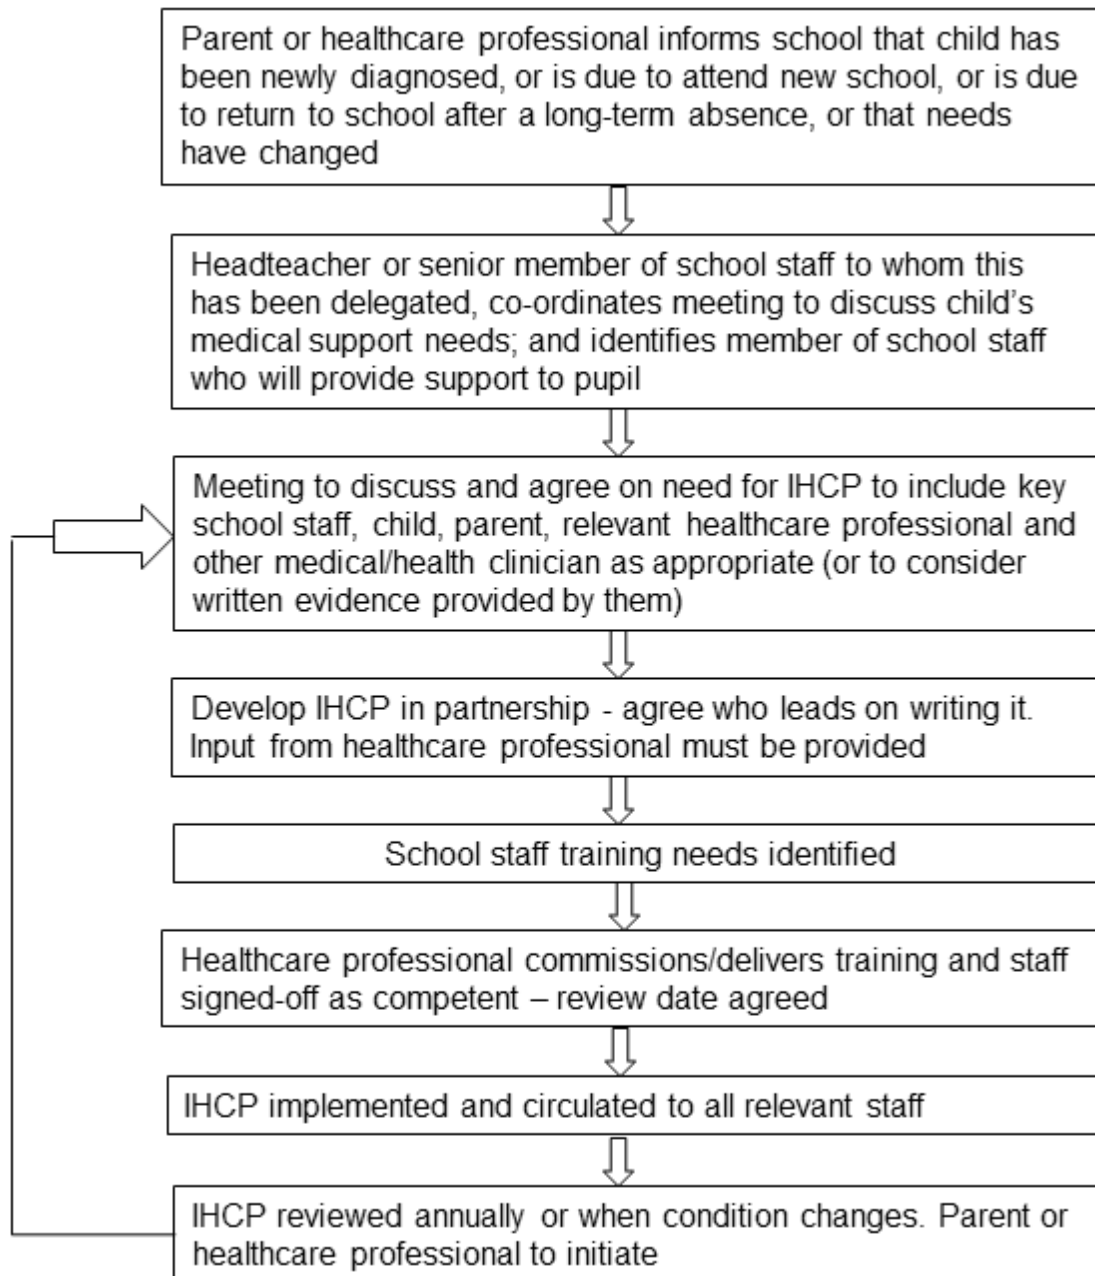 Parent or healthcare professional informs school that child has
been newly diagnosed, or is due to attend new school, or is due
to return to school after a long-term absence, or that needs
have changed
Headteacher or senior member of school staff to whom this
has been delegated, co-ordinates meeting to discuss child’s
medical support needs; and identifies member of school staff
who will provide support to pupil
Meeting to discuss and agree on need for IHCP to include key
school staff, child, parent, relevant healthcare professional and
other medical/health clinician as appropriate (or to consider
written evidence provided by them)
Develop IHCP in partnership - agree who leads on writing it.
Input from healthcare professional must be provided
School staff training needs identified
Healthcare professional commissions/delivers training and staff
signed-off as competent – review date agreed
IHCP implemented and circulated to all relevant staff
IHCP reviewed annually or when condition changes. Parent or
healthcare professional to initiate